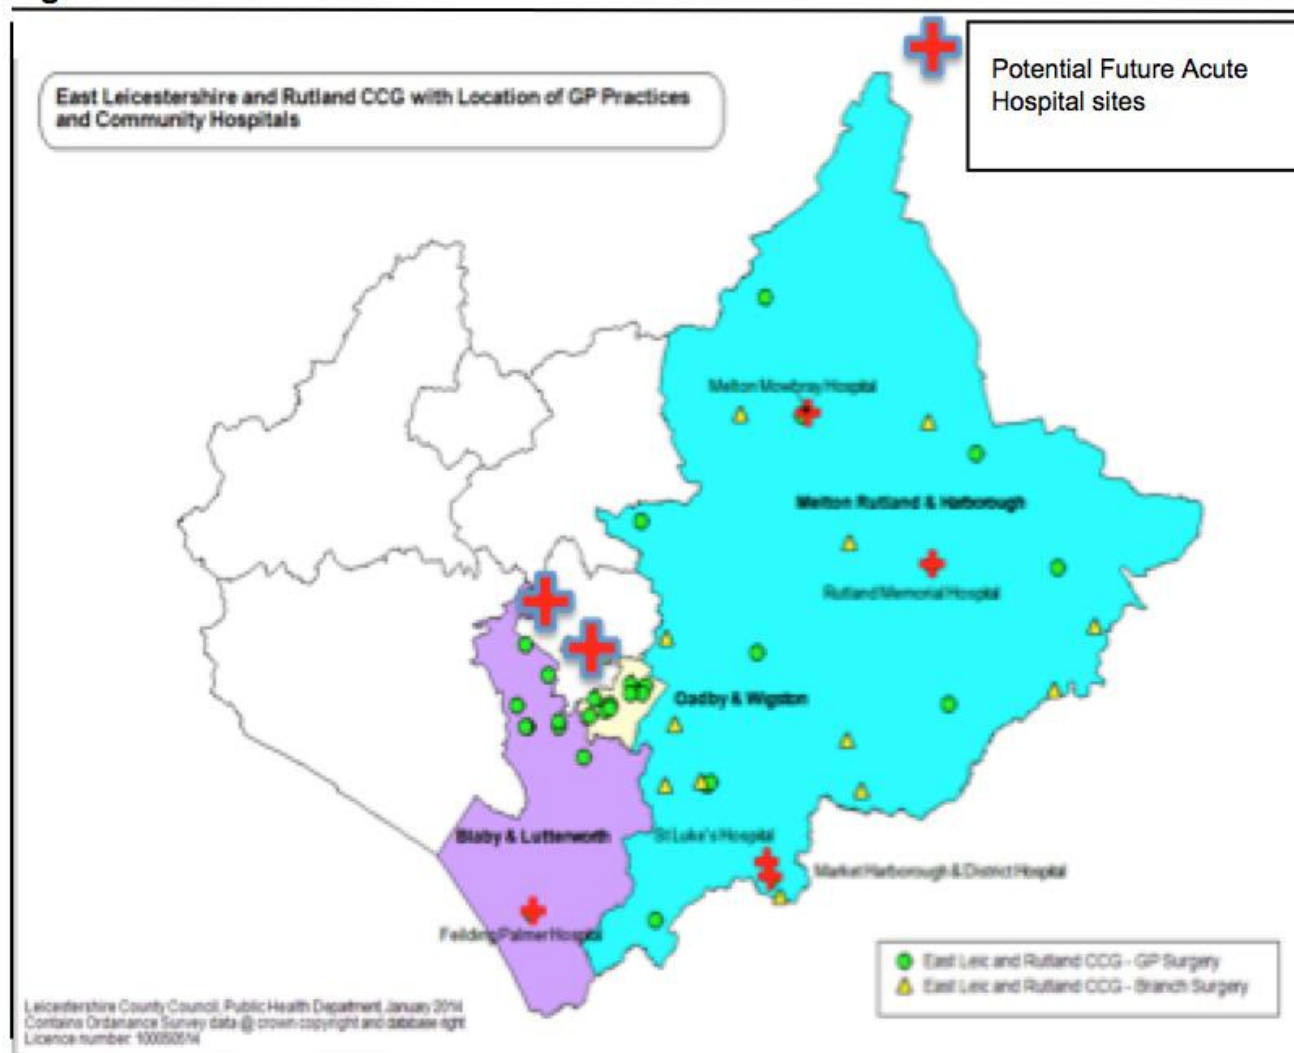 Potential Future Acute
Hospital sites
East Leicestershire and Rutland CCG with Location of GP Practices
and Community Hospitals
Melton Mowbray Hospital
Melton Rutland & Harborough
Rutland Memorial Hospital
Oadby & Wigston
Blaby & Lutterworth
St Luke's Hospital
Market Harborough & District Hospital
Feilding Palmer Hospital
East Leic and Rutland CCG - GP Surgery
East Leic and Rutland CCG - Branch Surgery
Leicestershire County Council, Public Health Department, January 2014
Contains Ordanance Survey data @ crown copyright and database right
Licence number: